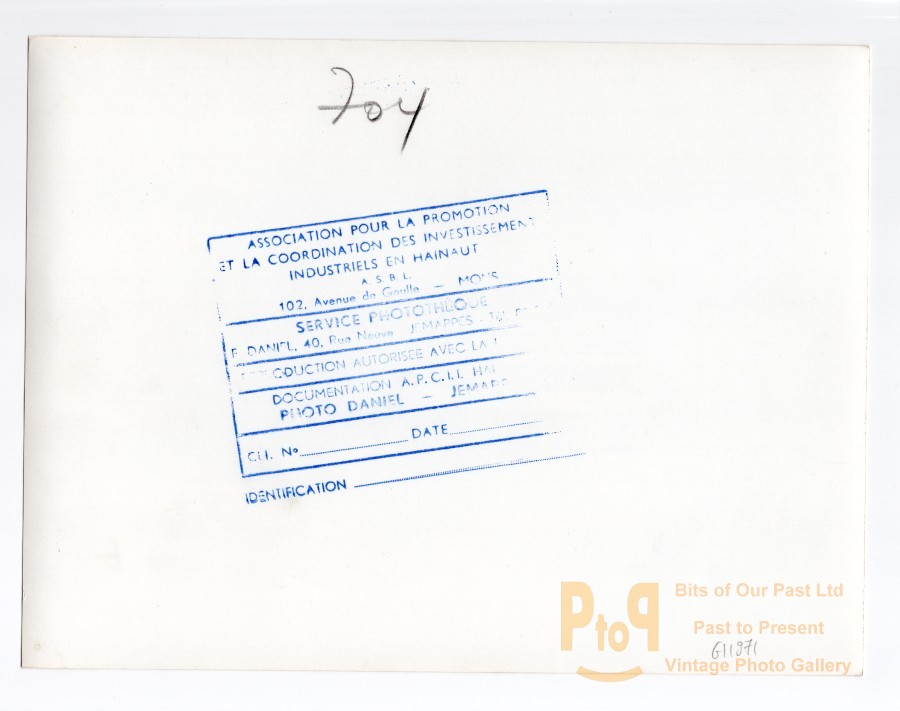 704
ASSOCIATION POUR LA PROMOTION
ET LA COORDINATION DES INVESTISSEMENT
INDUSTRIELS EN HAINAUT
A. S. B. L.
102, Avenue de Gaulle — MONS
SERVICE PHOTOTHEQUE
DANIEL, 40, Rue Neuve JEMAPPES
AUTORISEE AVEC LA
DOCUMENTATION A.P.C.I.I.
PHOTO DANIEL —
CLI. No DATE
IDENTIFICATION
PtoP
Bits of Our Past Ltd
Past to Present
G11971
Vintage Photo Gallery